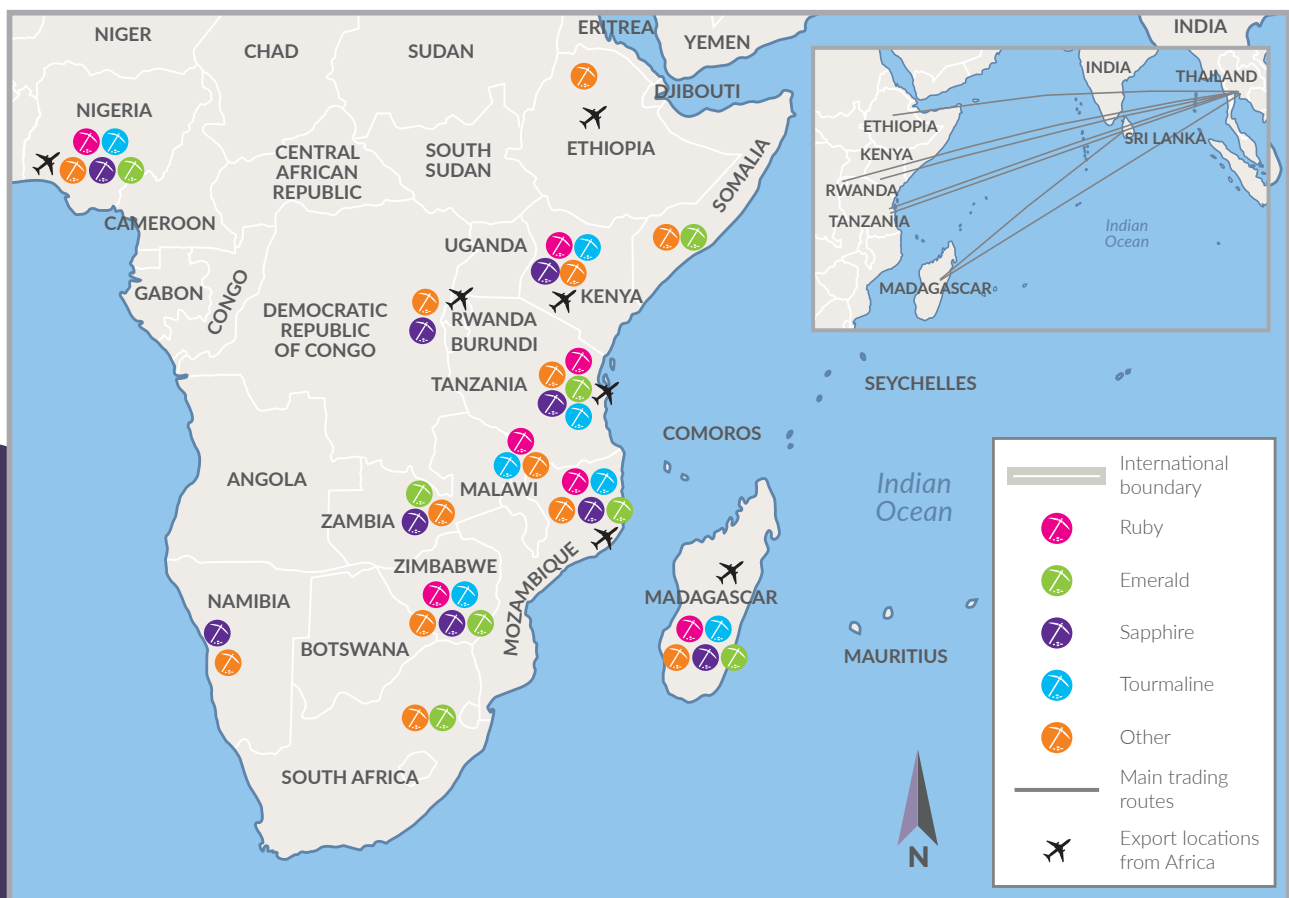 NIGER
CHAD
SUDAN
ERITREA
YEMEN
INDIA
DJIBOUTI
NIGERIA
ETHIOPIA
CENTRAL
AFRICAN
REPUBLIC
SOUTH
SUDAN
SOMALIA
CAMEROON
UGANDA
GABON
CONGO
KENYA
DEMOCRATIC
REPUBLIC
OF CONGO
RWANDA
BURUNDI
TANZANIA
SEYCHELLES
COMOROS
ANGOLA
MALAWI
ZAMBIA
Indian
Ocean
ZIMBABWE
MOZAMBIQUE
NAMIBIA
MADAGASCAR
BOTSWANA
MAURITIUS
SOUTH AFRICA
N
INDIA
THAILAND
ETHIOPIA
SRI LANKA
KENYA
RWANDA
TANZANIA
Indian
Ocean
MADAGASCAR
International
boundary
Ruby
Emerald
Sapphire
Tourmaline
Other
Main trading
routes
Export locations
from Africa